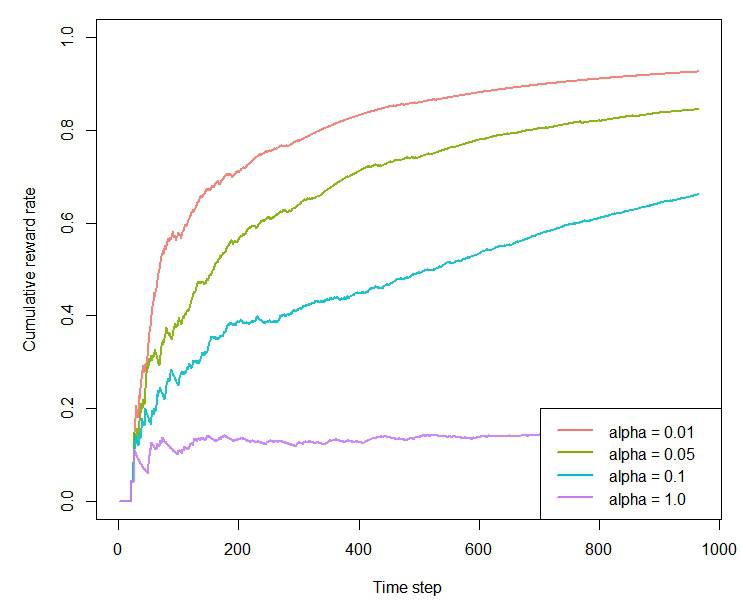 1.0
0.8
0.6
0.4
0.2
0.0
Cumulative reward rate
alpha = 0.01
alpha = 0.05
alpha = 0.1
alpha = 1.0
0 200 400 600 800 1000
Time step